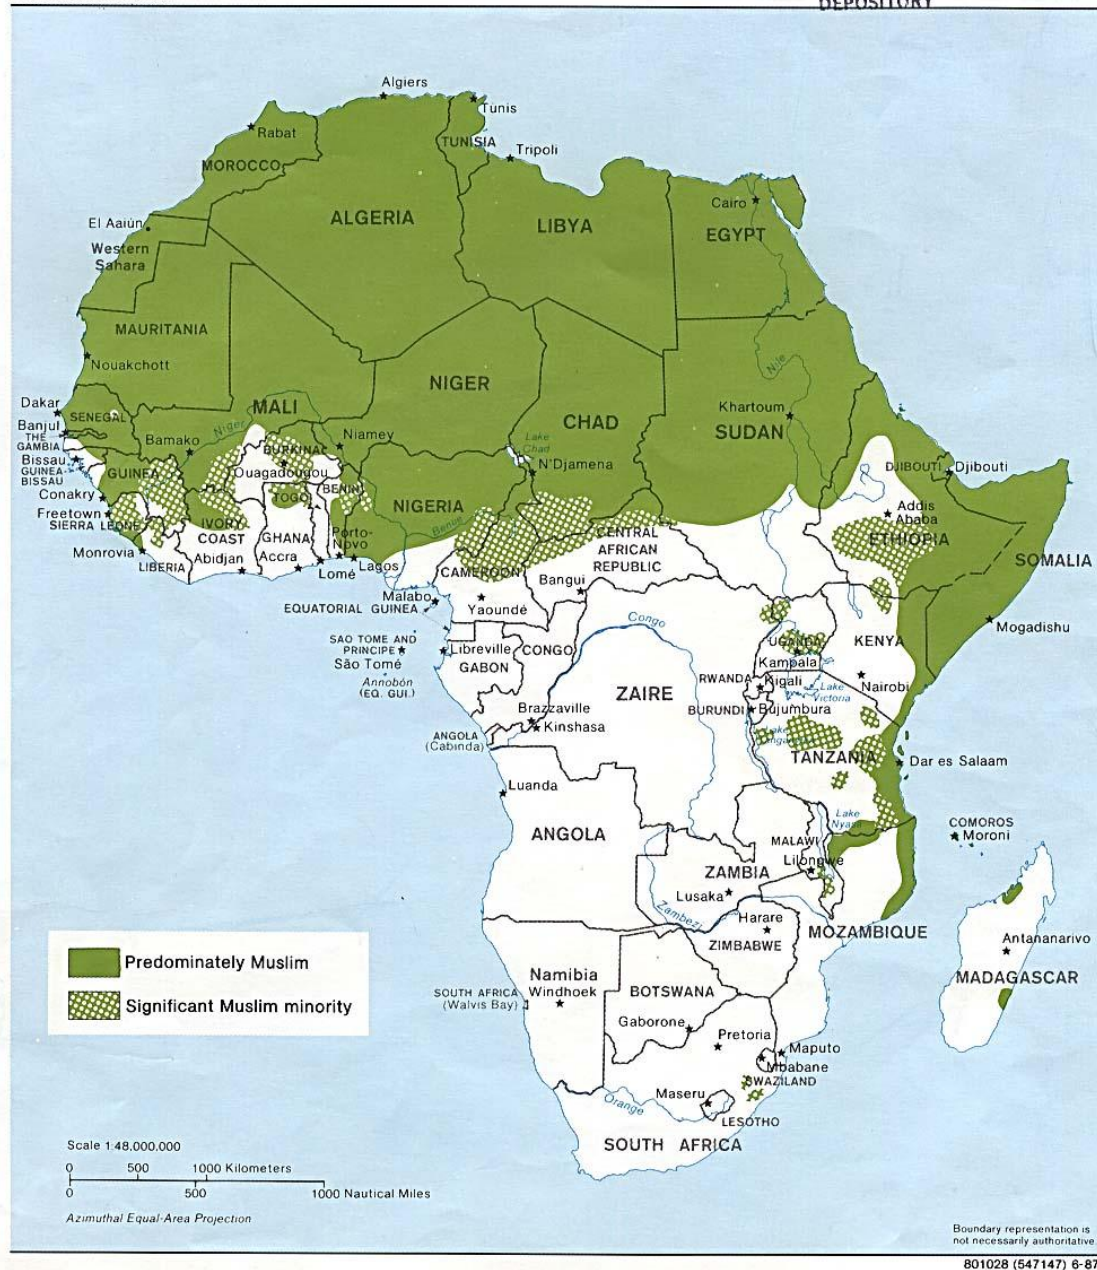 DEPOSITORY
Algiers
Tunis
Rabat
TUNISIA
Tripoli
MOROCCO
Cairo
El Aaiún
ALGERIA
LIBYA
EGYPT
Western
Sahara
MAURITANIA
Nouakchott
Nile
NIGER
Dakar
MALI
Khartoum
SENEGAL
CHAD
SUDAN
Banjul
THE
GAMBIA
Niger
Niamey
Bamako
Lake
Chad
BURKINA
Bissau
GUINEA
BISSAU
GUINEA
Ouagadougou
N'Djamena
DJIBOUTI
Djibouti
BENIN
Conakry
TOGO
NIGERIA
Addis
Ababa
Freetown
SIERRA LEONE
IVORY
COAST
GHANA
Porto-
Novo
Benue
CENTRAL
AFRICAN
REPUBLIC
ETHIOPIA
Monrovia
LIBERIA
Abidjan
Accra
Lomé
Lagos
SOMALIA
CAMEROON
Bangui
Malabo
EQUATORIAL GUINEA
Yaoundé
Mogadishu
SAO TOME AND
PRINCIPE
São Tomé
Libreville
GABON
CONGO
Congo
UGANDA
Kampala
KENYA
Annobón
(EQ. GUI.)
ZAIRE
RWANDA
Kigali
Lake
Victoria
Nairobi
BURUNDI
Bujumbura
Brazzaville
Kinshasa
ANGOLA
(Cabinda)
Lake
TANZANIA
Dar es Salaam
Luanda
Lake
Nyasa
COMOROS
Moroni
ANGOLA
MALAWI
Lilongwe
ZAMBIA
Lusaka
Zambezi
Harare
ZIMBABWE
MOZAMBIQUE
Antananarivo
MADAGASCAR
Predominately Muslim
Significant Muslim minority
Namibia
Windhoek
SOUTH AFRICA
(Walvis Bay)
BOTSWANA
Gaborone
Pretoria
Maputo
Mbabane
SWAZILAND
Maseru
Orange
LESOTHO
SOUTH AFRICA
Scale 1:48,000,000
0 500 1000 Kilometers
0 500 1000 Nautical Miles
Azimuthal Equal-Area Projection
Boundary representation is
not necessarily authoritative.
801028 (547147) 6-87